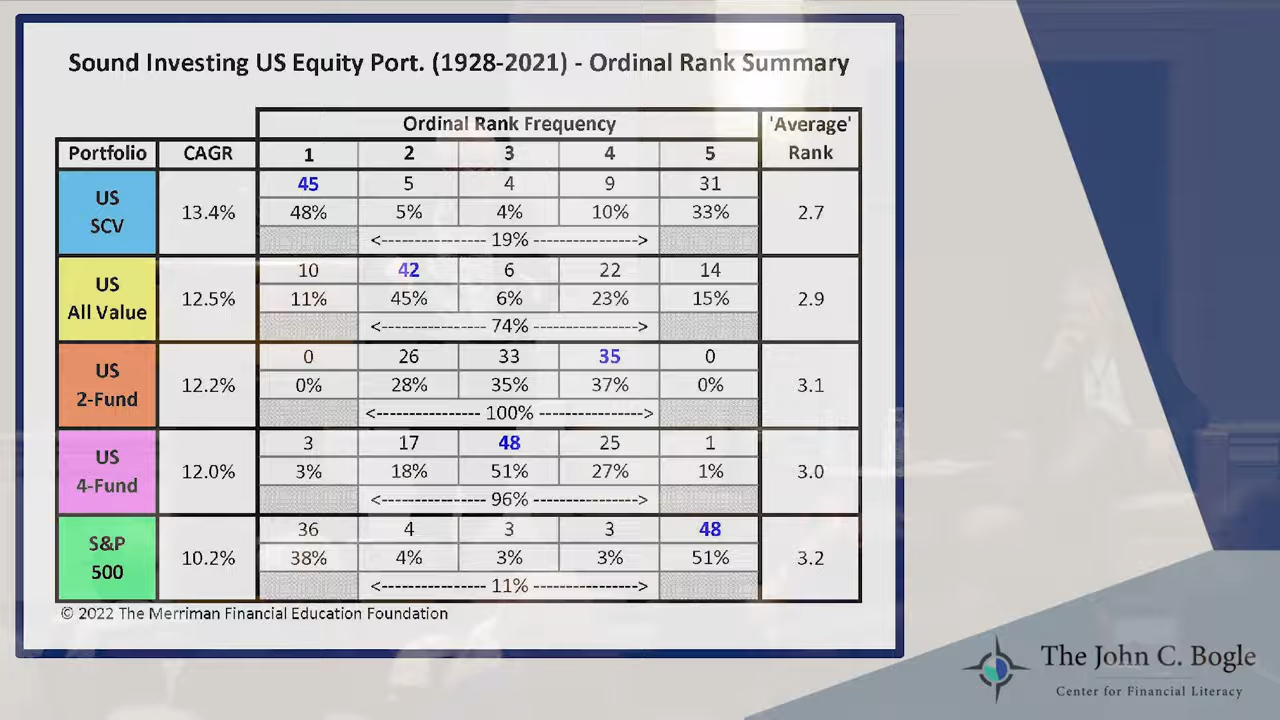 Sound Investing US Equity Port. (1928-2021) - Ordinal Rank Summary
Ordinal Rank Frequency 'Average'
Portfolio CAGR 1 2 3 4 5 Rank
US SCV 13.4% 45 5 4 9 31 2.7
48% 5% 4% 10% 33%
<---------------- 19% ---------------->
US All Value 12.5% 10 42 6 22 14 2.9
11% 45% 6% 23% 15%
<---------------- 74% ---------------->
US 2-Fund 12.2% 0 26 33 35 0 3.1
0% 28% 35% 37% 0%
<---------------- 100% ---------------->
US 4-Fund 12.0% 3 17 48 25 1 3.0
3% 18% 51% 27% 1%
<---------------- 96% ---------------->
S&P 500 10.2% 36 4 3 3 48 3.2
38% 4% 3% 3% 51%
<---------------- 11% ---------------->
© 2022 The Merriman Financial Education Foundation
The John C. Bogle
Center for Financial Literacy